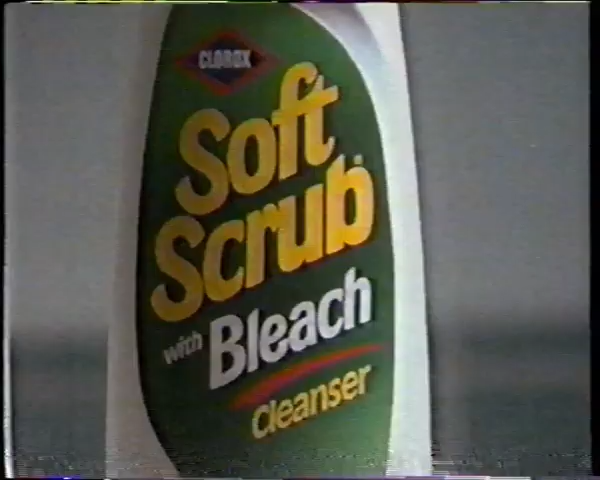 CLOROX
Soft
Scrub
with Bleach
Cleanser